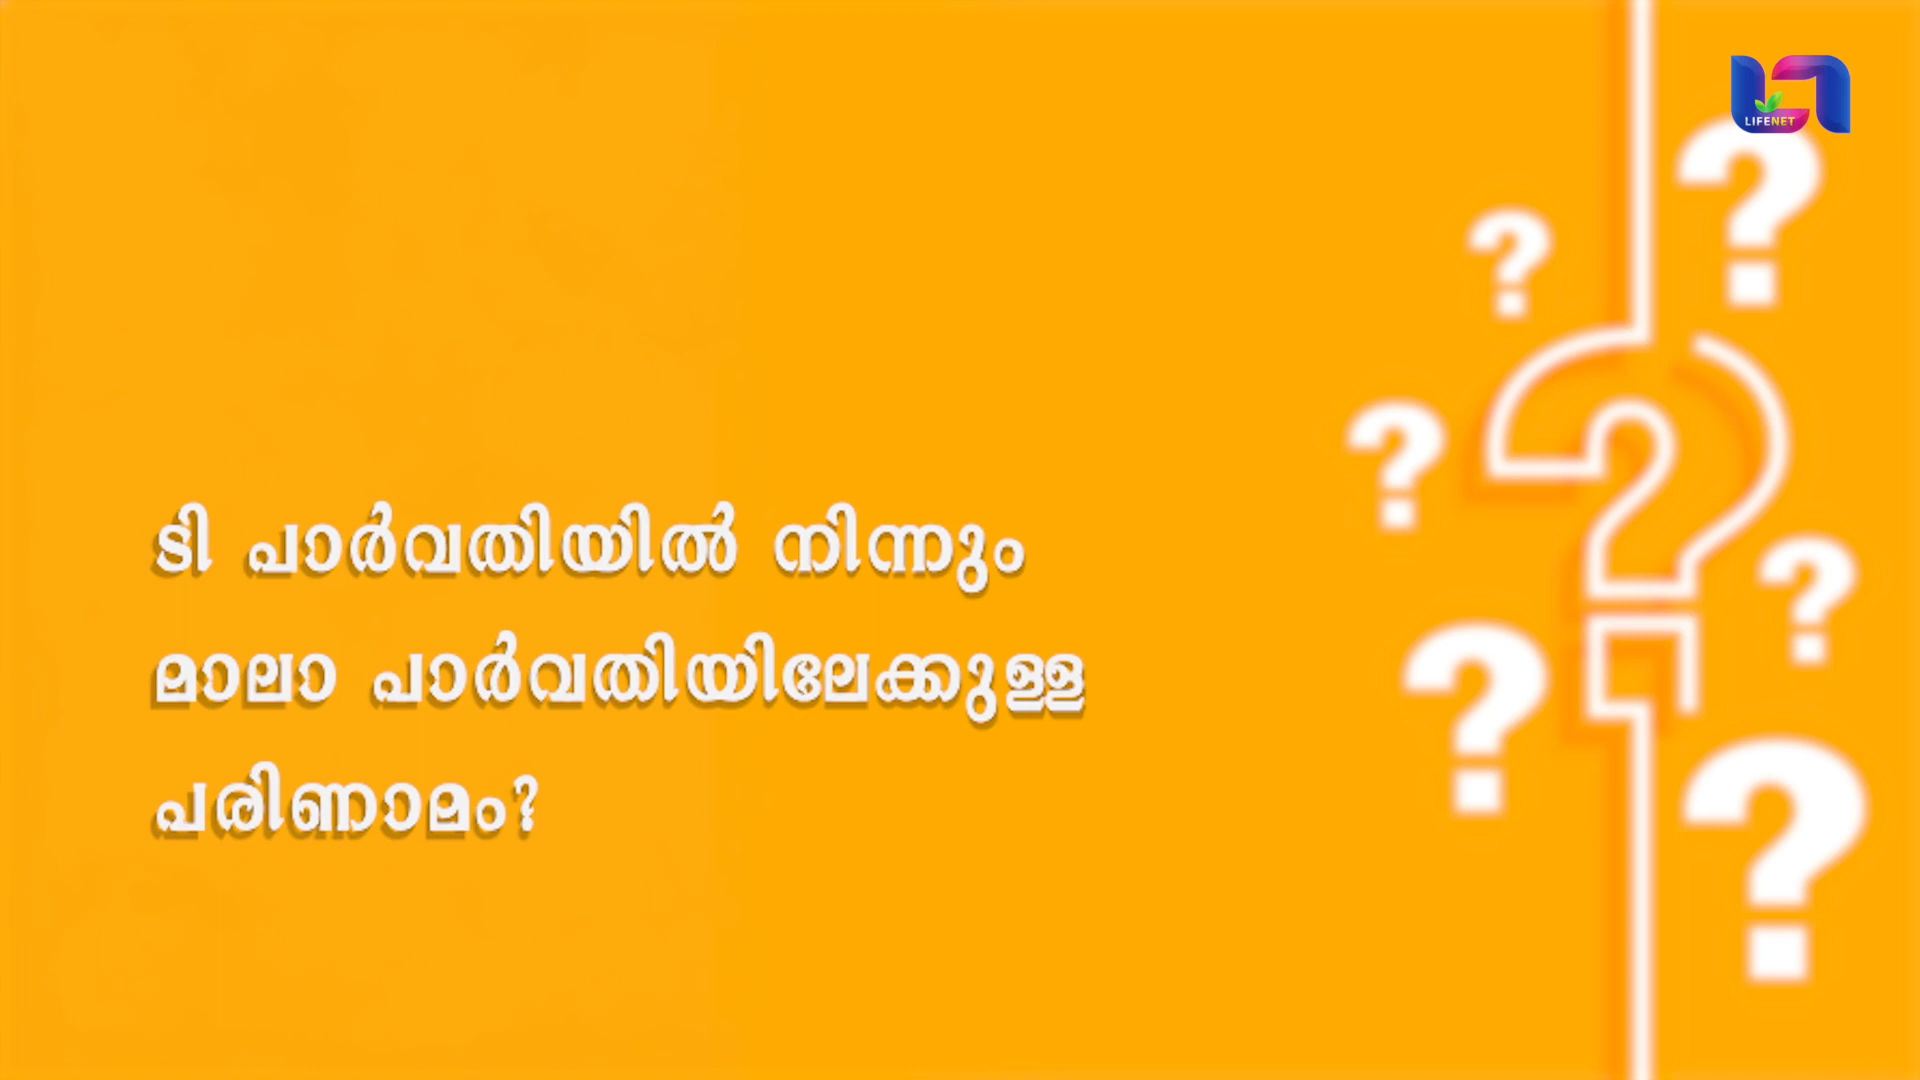 LIFENET
ടി പാർവതിയിൽ നിന്നും
മാലാ പാർവതിയിലേക്കുള്ള
പരിണാമം?